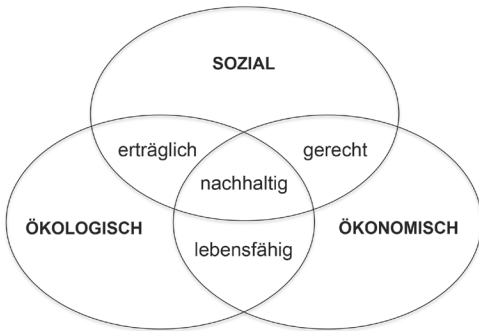 SOZIAL
erträglich
gerecht
nachhaltig
ÖKOLOGISCH
ÖKONOMISCH
lebensfähig